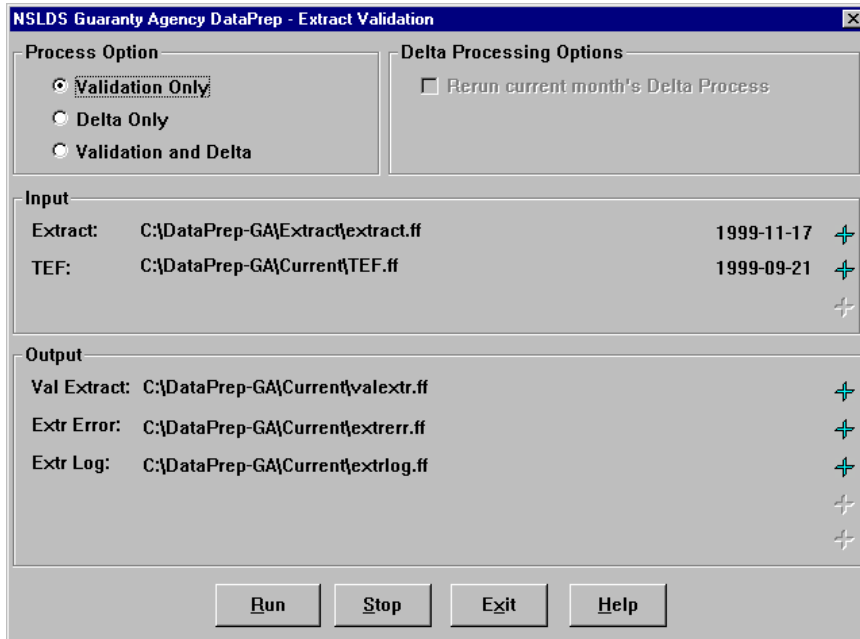 NSLDS Guaranty Agency DataPrep - Extract Validation
Process Option
Validation Only
Delta Only
Validation and Delta
Delta Processing Options
Rerun current month's Delta Process
Input
Extract: C:\DataPrep-GA\Extract\extract.ff 1999-11-17
TEF: C:\DataPrep-GA\Current\TEF.ff 1999-09-21
Output
Val Extract: C:\DataPrep-GA\Current\valextr.ff
Extr Error: C:\DataPrep-GA\Current\extrerr.ff
Extr Log: C:\DataPrep-GA\Current\extrlog.ff
Run Stop Exit Help